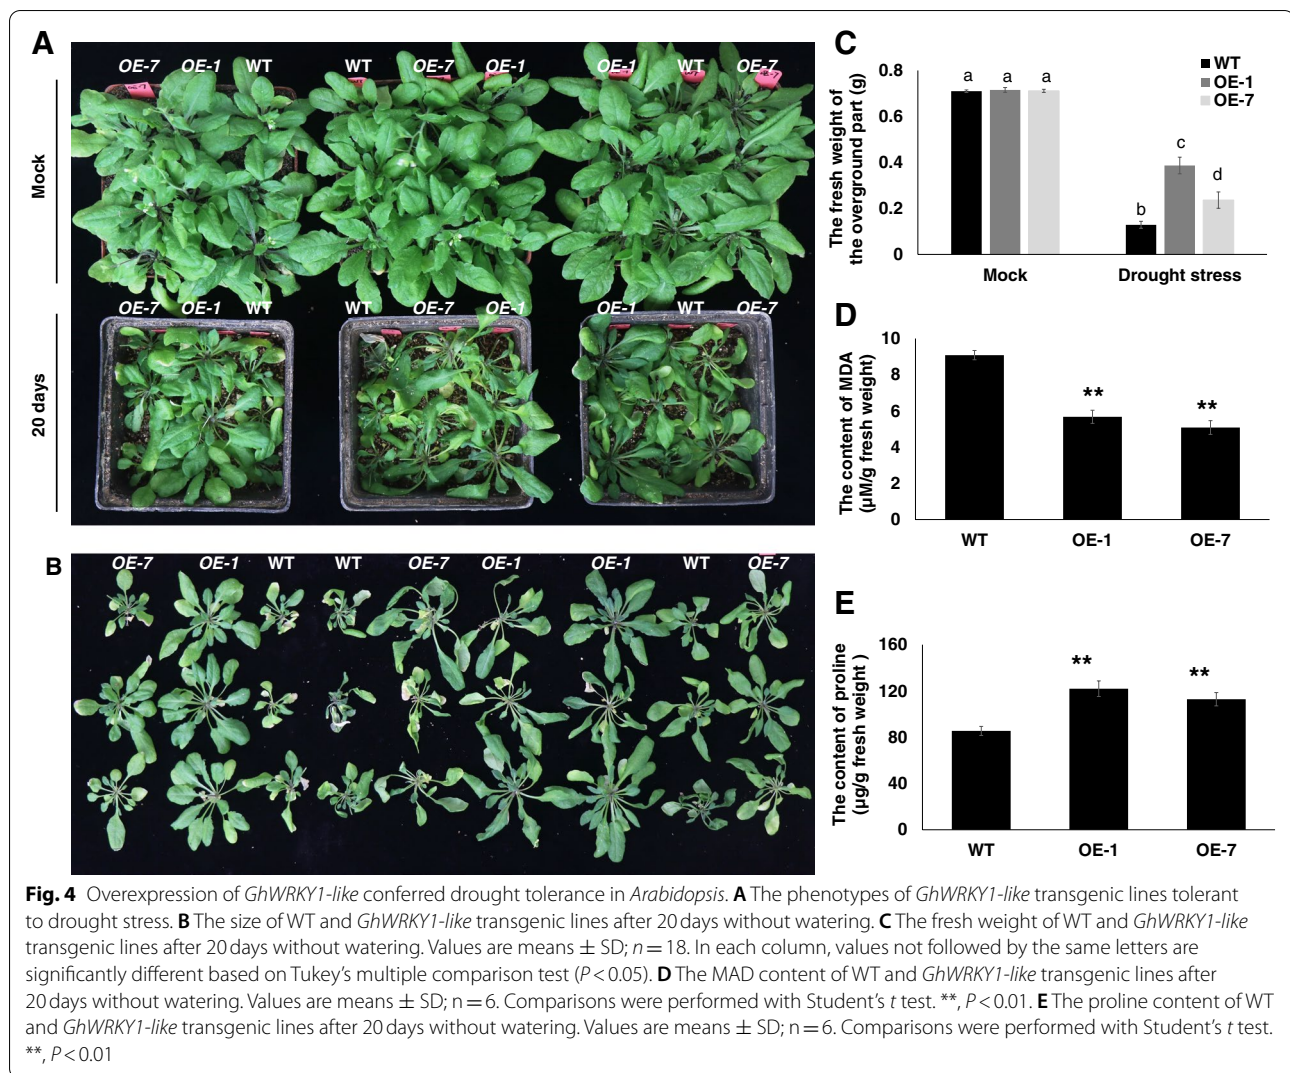 A
OE-7 OE-1 WT WT OE-7 OE-1 OE-1 WT OE-7
Mock
OE-7 OE-1 WT WT OE-7 OE-1 OE-1 WT OE-7
20 days
B
OE-7 OE-1 WT WT OE-7 OE-1 OE-1 WT OE-7
C
The fresh weight of
the overground part (g)
0.8
0.6
0.4
0.2
0
WT
OE-1
OE-7
a a a
b c d
Mock Drought stress
D
The content of MDA
(μM/g fresh weight)
10
8
6
4
2
0
** **
WT OE-1 OE-7
E
The content of proline
(μg/g fresh weight )
160
120
80
40
0
** **
WT OE-1 OE-7
Fig. 4 Overexpression of GhWRKY1-like conferred drought tolerance in Arabidopsis. A The phenotypes of GhWRKY1-like transgenic lines tolerant
to drought stress. B The size of WT and GhWRKY1-like transgenic lines after 20 days without watering. C The fresh weight of WT and GhWRKY1-like
transgenic lines after 20 days without watering. Values are means ± SD; n = 18. In each column, values not followed by the same letters are
significantly different based on Tukey's multiple comparison test (P < 0.05). D The MAD content of WT and GhWRKY1-like transgenic lines after
20 days without watering. Values are means ± SD; n = 6. Comparisons were performed with Student's t test. **, P < 0.01. E The proline content of WT
and GhWRKY1-like transgenic lines after 20 days without watering. Values are means ± SD; n = 6. Comparisons were performed with Student's t test.
**, P < 0.01